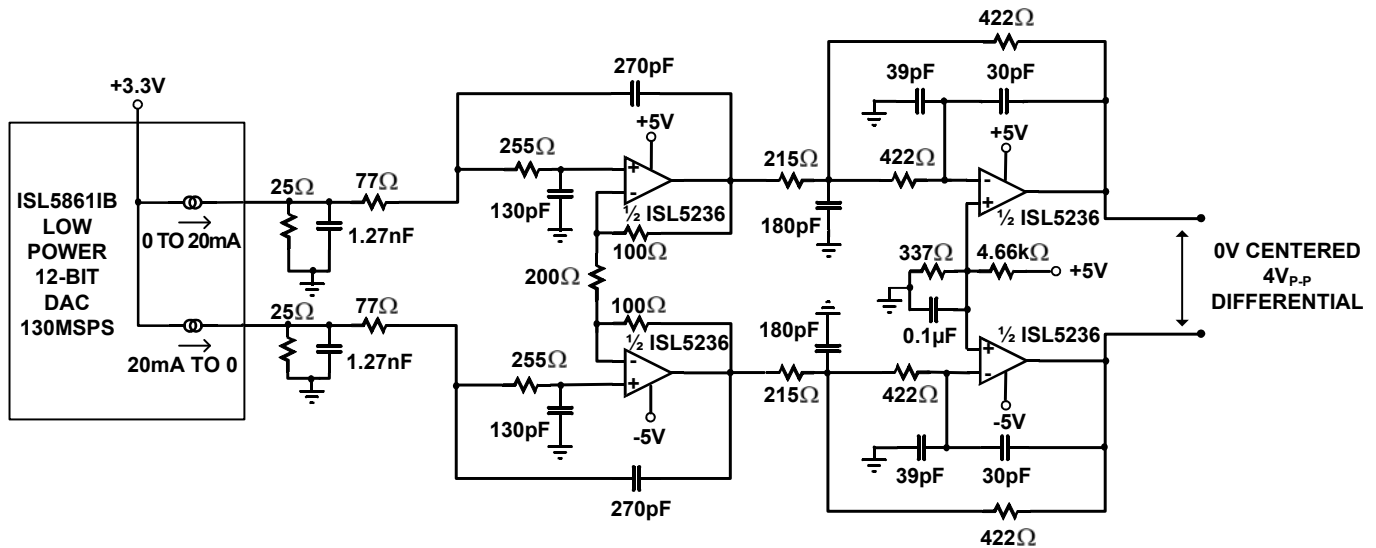 +3.3V
ISL5861IB
LOW
POWER
12-BIT
DAC
130MSPS
0 TO 20mA
20mA TO 0
25Ω
77Ω
1.27nF
25Ω
77Ω
1.27nF
270pF
+5V
255Ω
130pF
½ ISL5236
100Ω
200Ω
100Ω
½ ISL5236
255Ω
130pF
-5V
270pF
422Ω
39pF
30pF
+5V
215Ω
422Ω
180pF
½ ISL5236
337Ω
4.66kΩ
+5V
0.1µF
180pF
½ ISL5236
215Ω
422Ω
-5V
39pF
30pF
422Ω
0V CENTERED
4VP-P
DIFFERENTIAL
+
-
-
+
-
+
+
-